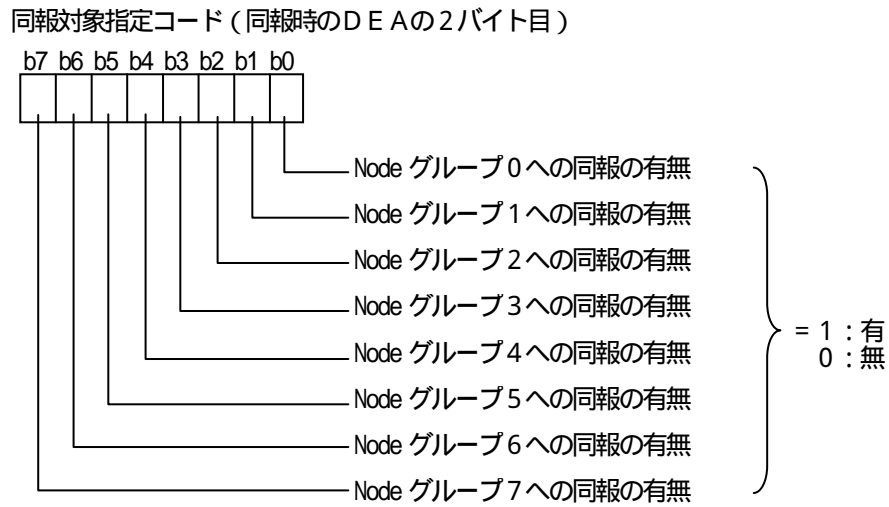 同報対象指定コード（同報時のＤＥＡの２バイト目）
b7 b6 b5 b4 b3 b2 b1 b0
Node グループ０への同報の有無
Node グループ１への同報の有無
Node グループ２への同報の有無
Node グループ３への同報の有無
Node グループ４への同報の有無
Node グループ５への同報の有無
Node グループ６への同報の有無
Node グループ７への同報の有無
= 1：有
0：無